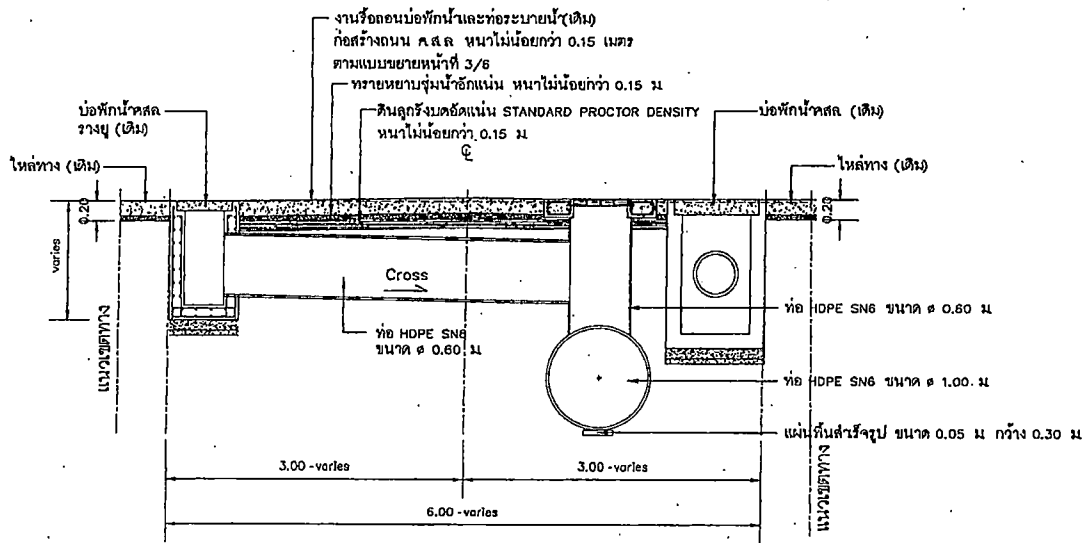 งานรื้อถอนบ่อพักน้ำและท่อระบายน้ำ(เดิม)
ก่อสร้างถนน ค.ส.ล. หนาไม่น้อยกว่า 0.15 เมตร
ตามแบบขยายหน้าที่ 3/6
ทรายหยาบชุ่มน้ำอัดแน่น หนาไม่น้อยกว่า 0.15 ม
ดินลูกรังบดอัดแน่น STANDARD PROCTOR DENSITY
หนาไม่น้อยกว่า 0.15 ม.
บ่อพักน้ำคสล.
รางยู (เดิม)
บ่อพักน้ำคสล. (เดิม)
ไหล่ทาง (เดิม)
ไหล่ทาง (เดิม)
℄
0.20
0.20
varies
Cross
ท่อ HDPE SN6
ขนาด ø 0.60 ม.
ท่อ HDPE SN6 ขนาด ø 0.60 ม
ท่อ HDPE SN6 ขนาด ø 1.00 ม.
แผ่นพื้นสำเร็จรูป ขนาด 0.05 ม กว้าง 0.30 ม
แนวเขตทาง
แนวเขตทาง
3.00 -varies
3.00 -varies
6.00 -varies